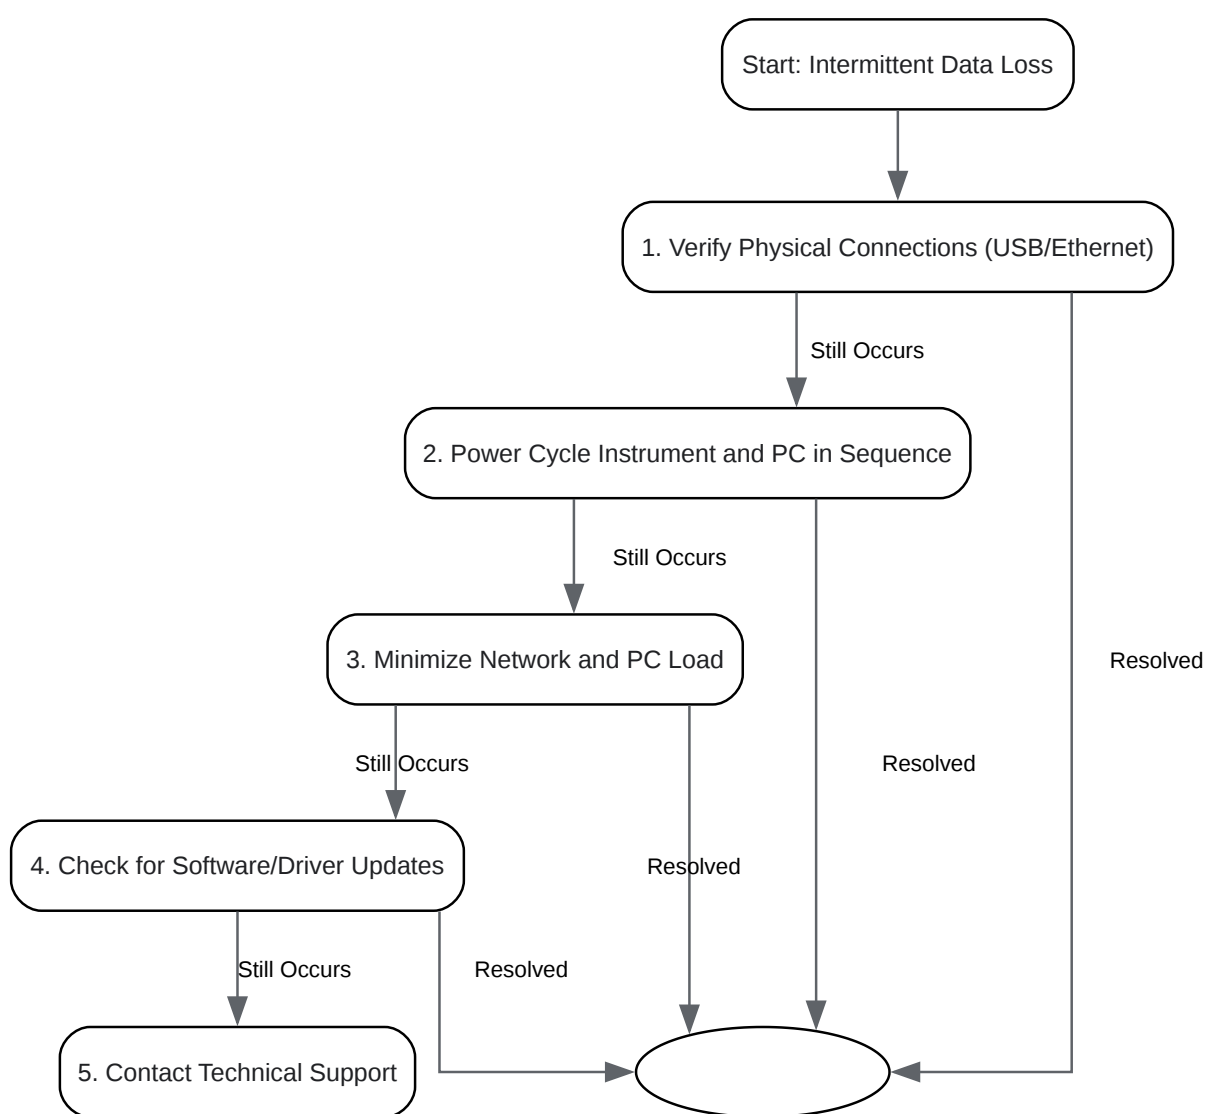 Start: Intermittent Data Loss
1. Verify Physical Connections (USB/Ethernet)
Still Occurs
2. Power Cycle Instrument and PC in Sequence
Still Occurs
3. Minimize Network and PC Load
Resolved
Still Occurs
Resolved
4. Check for Software/Driver Updates
Resolved
Still Occurs
Resolved
5. Contact Technical Support